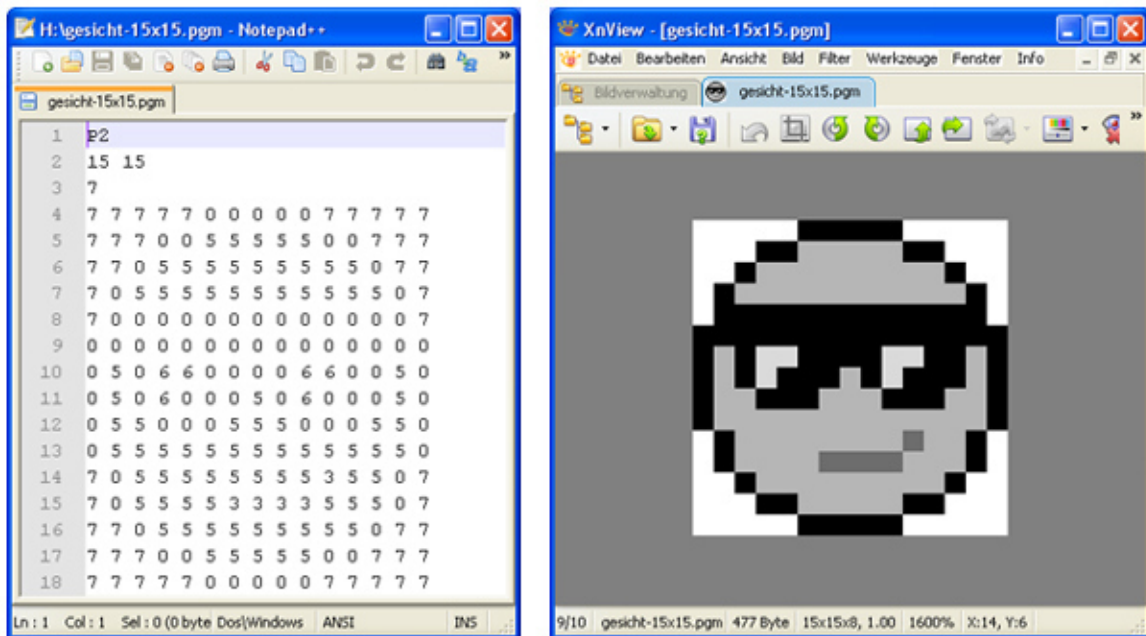 H:\gesicht-15x15.pgm - Notepad++
gesicht-15x15.pgm
1 P2
2 15 15
3 7
4 7 7 7 7 7 0 0 0 0 0 7 7 7 7 7
5 7 7 7 0 0 5 5 5 5 5 0 0 7 7 7
6 7 7 0 5 5 5 5 5 5 5 5 5 0 7 7
7 7 0 5 5 5 5 5 5 5 5 5 5 5 0 7
8 7 0 0 0 0 0 0 0 0 0 0 0 0 0 7
9 0 0 0 0 0 0 0 0 0 0 0 0 0 0 0
10 0 5 0 6 6 0 0 0 0 6 6 0 0 5 0
11 0 5 0 6 0 0 0 5 0 6 0 0 0 5 0
12 0 5 5 0 0 0 5 5 5 0 0 0 5 5 0
13 0 5 5 5 5 5 5 5 5 5 5 5 5 5 0
14 7 0 5 5 5 5 5 5 5 5 3 5 5 0 7
15 7 0 5 5 5 5 3 3 3 3 5 5 5 0 7
16 7 7 0 5 5 5 5 5 5 5 5 5 0 7 7
17 7 7 7 0 0 5 5 5 5 5 0 0 7 7 7
18 7 7 7 7 7 0 0 0 0 0 7 7 7 7 7
Ln : 1 Col : 1 Sel : 0 (0 byte Dos\Windows ANSI INS
XnView - [gesicht-15x15.pgm]
Datei Bearbeiten Ansicht Bild Filter Werkzeuge Fenster Info
Bildverwaltung gesicht-15x15.pgm
9/10 gesicht-15x15.pgm 477 Byte 15x15x8, 1.00 1600% X:14, Y:6